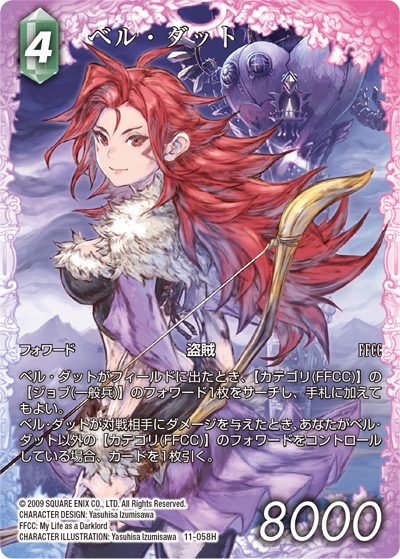 4
ベル・ダット
フォワード 盗賊 FFCC
ベル・ダットがフィールドに出たとき、【カテゴリ(FFCC)】の
【ジョブ(一般兵)】のフォワード1枚をサーチし、手札に加えて
もよい。
ベル・ダットが対戦相手にダメージを与えたとき、あなたがベル・
ダット以外の【カテゴリ(FFCC)】のフォワードをコントロール
している場合、カードを1枚引く。
© 2009 SQUARE ENIX CO., LTD. All Rights Reserved.
CHARACTER DESIGN: Yasuhisa Izumisawa
FFCC: My Life as a Darklord
CHARACTER ILLUSTRATION: Yasuhisa Izumisawa 11-058H
8000